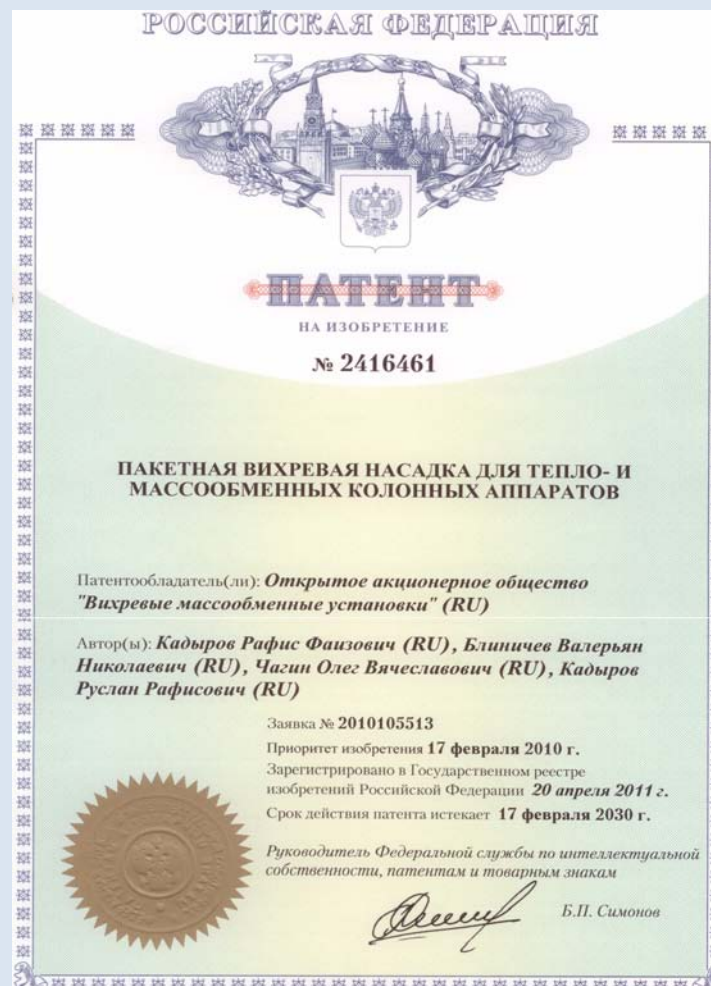 РОССИЙСКАЯ ФЕДЕРАЦИЯ
ПАТЕНТ
НА ИЗОБРЕТЕНИЕ
№ 2416461
ПАКЕТНАЯ ВИХРЕВАЯ НАСАДКА ДЛЯ ТЕПЛО- И
МАССООБМЕННЫХ КОЛОННЫХ АППАРАТОВ
Патентообладатель(ли): Открытое акционерное общество
"Вихревые массообменные установки" (RU)
Автор(ы): Кадыров Рафис Фаизович (RU), Блиничев Валерьян
Николаевич (RU), Чагин Олег Вячеславович (RU), Кадыров
Руслан Рафисович (RU)
Заявка № 2010105513
Приоритет изобретения 17 февраля 2010 г.
Зарегистрировано в Государственном реестре
изобретений Российской Федерации 20 апреля 2011 г.
Срок действия патента истекает 17 февраля 2030 г.
Руководитель Федеральной службы по интеллектуальной
собственности, патентам и товарным знакам
Б.П. Симонов